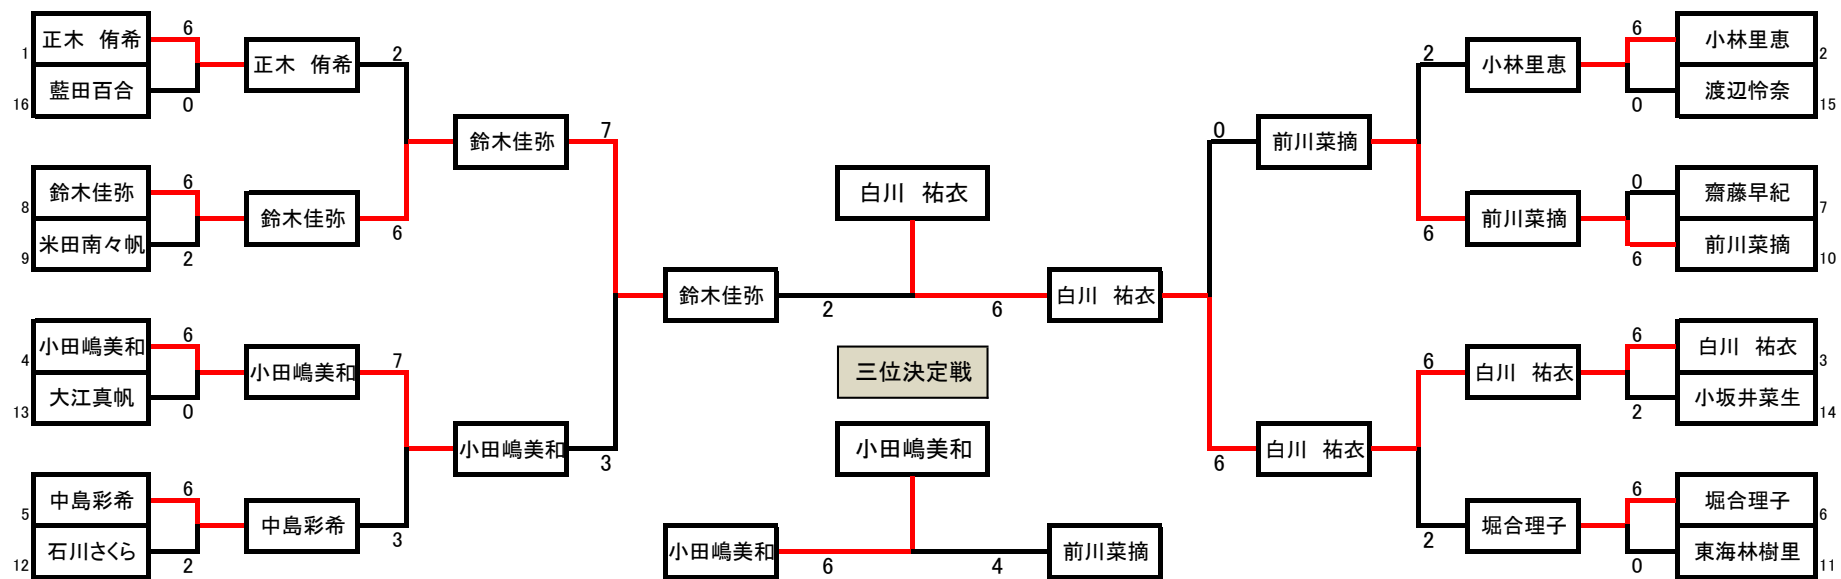 1
正木　侑希
6
16
藍田百合
0
正木　侑希
2
8
鈴木佳弥
6
9
米田南々帆
2
鈴木佳弥
6
鈴木佳弥
7
4
小田嶋美和
6
13
大江真帆
0
小田嶋美和
7
5
中島彩希
6
12
石川さくら
2
中島彩希
3
小田嶋美和
3
鈴木佳弥
2
白川　祐衣
6
白川　祐衣
三位決定戦
小田嶋美和
小田嶋美和
6
4
前川菜摘
0
前川菜摘
2
小林里恵
6
小林里恵
2
0
渡辺怜奈
15
6
前川菜摘
0
齋藤早紀
7
6
前川菜摘
10
6
白川　祐衣
6
白川　祐衣
6
白川　祐衣
3
2
小坂井菜生
14
2
堀合理子
6
堀合理子
6
0
東海林樹里
11